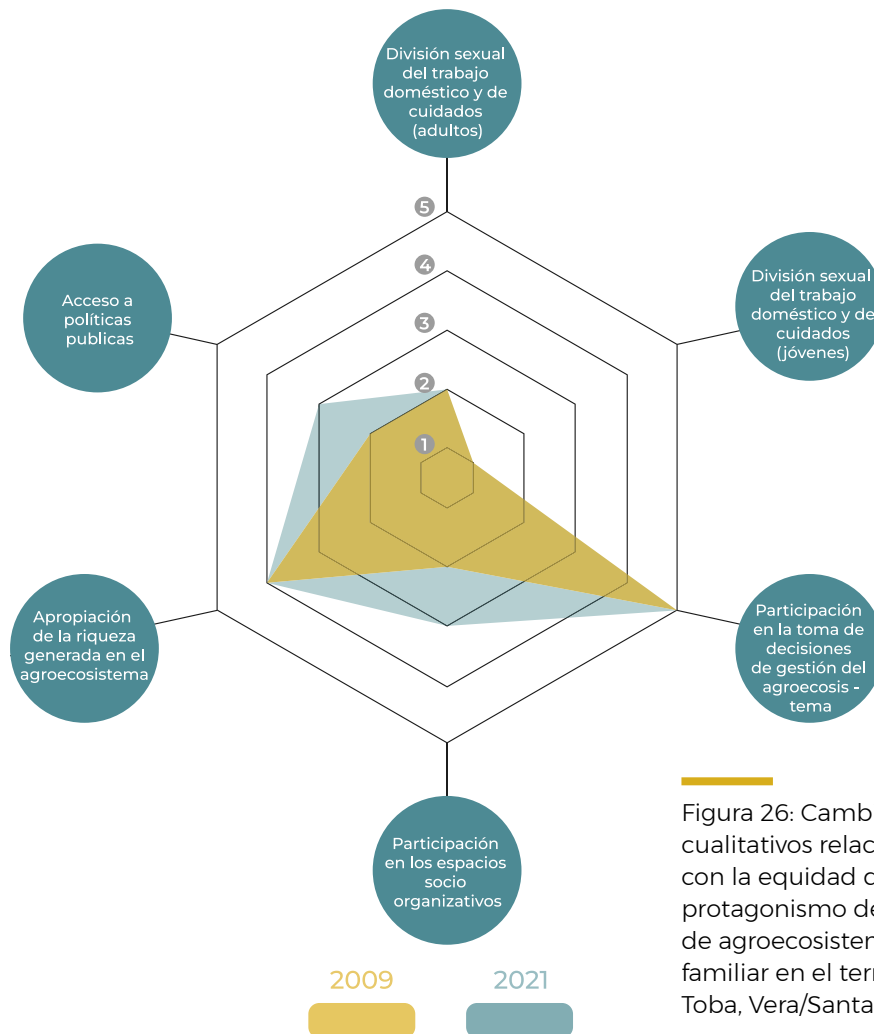 División sexual
del trabajo
doméstico y de
cuidados
(adultos)
5
4
3
2
1
Acceso a
políticas
publicas
División sexual
del trabajo
doméstico y de
cuidados
(jóvenes)
Apropiación
de la riqueza
generada en el
agroecosistema
Participación
en la toma de
decisiones
de gestión del
agroecosis -
tema
Participación
en los espacios
socio
organizativos
2009
2021
Figura 26:
cualitativos
con la equidad
protagonismo
de
familiar en el
Toba, Vera/Santa